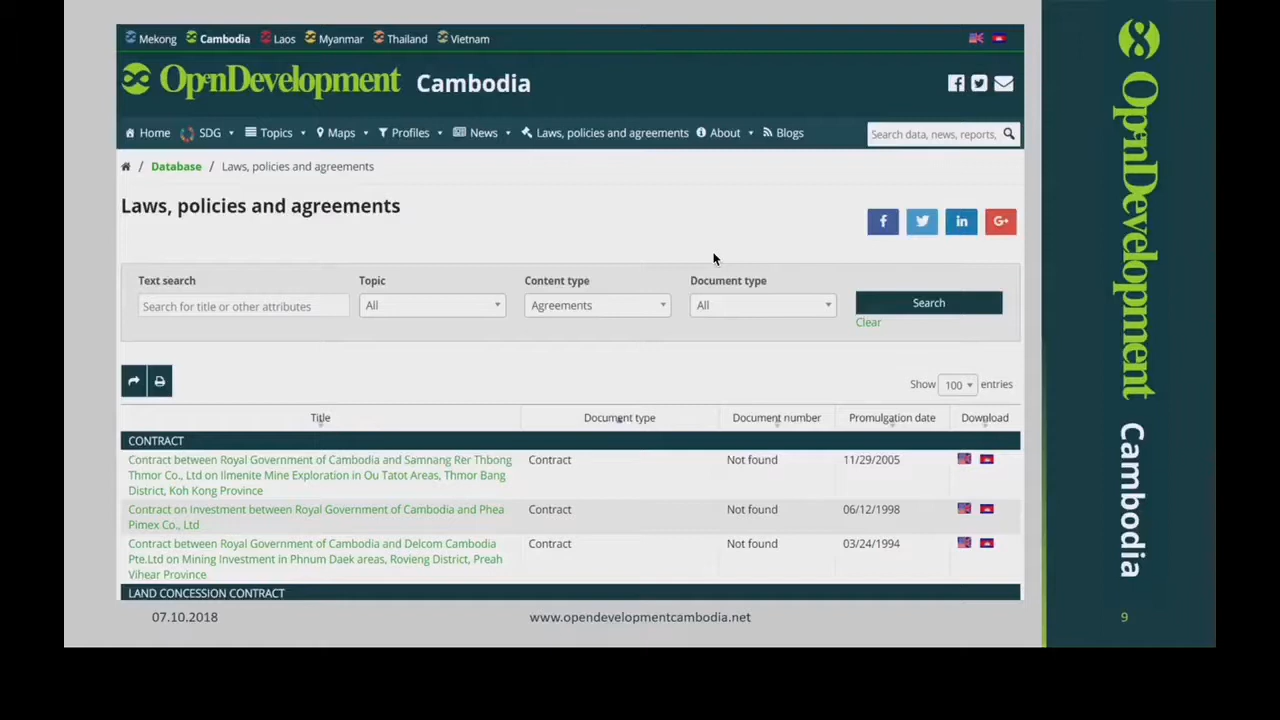 Mekong Cambodia Laos Myanmar Thailand Vietnam
OpenDevelopment Cambodia
Home SDG Topics Maps Profiles News Laws, policies and agreements About Blogs
Search data, news, reports,
/ Database / Laws, policies and agreements
Laws, policies and agreements
Text search Topic Content type Document type
Search for title or other attributes All Agreements All Search
Clear
Show 100 entries
Title Document type Document number Promulgation date Download
CONTRACT
Contract between Royal Government of Cambodia and Samnang Rer Thbong Contract Not found 11/29/2005
Thmor Co., Ltd on Ilmenite Mine Exploration in Ou Tatot Areas, Thmor Bang
District, Koh Kong Province
Contract on Investment between Royal Government of Cambodia and Phea Contract Not found 06/12/1998
Pimex Co., Ltd
Contract between Royal Government of Cambodia and Delcom Cambodia Contract Not found 03/24/1994
Pte.Ltd on Mining Investment in Phnum Daek areas, Rovieng District, Preah
Vihear Province
LAND CONCESSION CONTRACT
07.10.2018 www.opendevelopmentcambodia.net 9
OpenDevelopment Cambodia